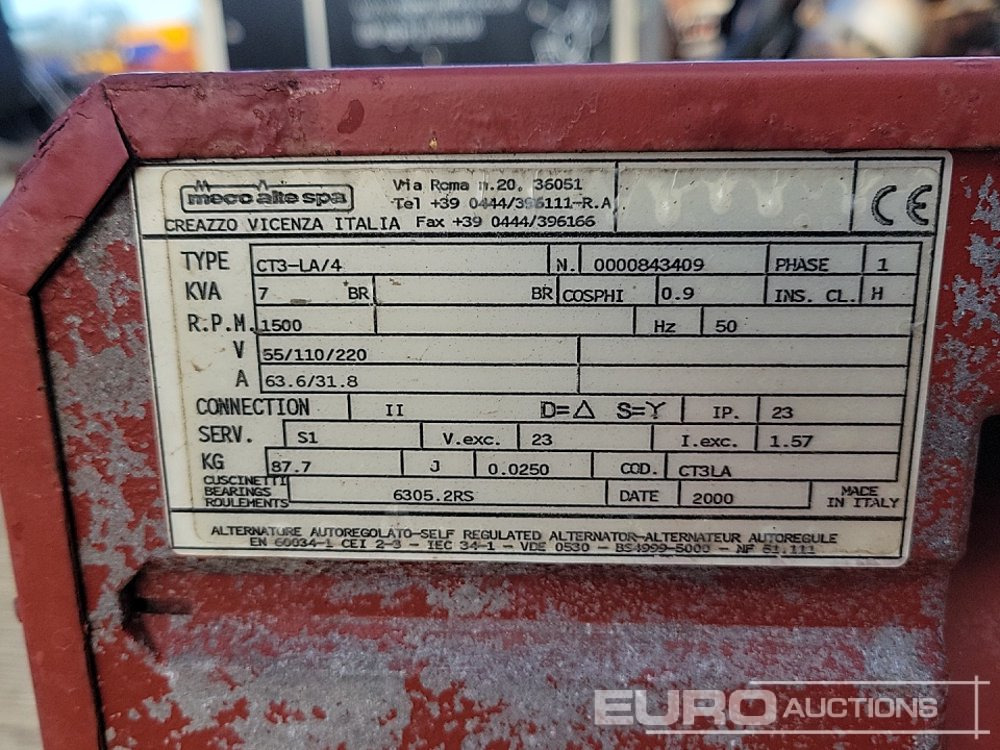 mecc alte spa
Via Roma n.20, 36051
Tel +39 0444/396111-R.A
CREAZZO VICENZA ITALIA Fax +39 0444/396166
CE
TYPE CT3-LA/4 N. 0000843409 PHASE 1
KVA 7 BR BR COSPHI 0.9 INS. CL. H
R.P.M. 1500 Hz 50
V 55/110/220
A 63.6/31.8
CONNECTION II D=△ S=Y IP. 23
SERV. S1 V.exc. 23 I.exc. 1.57
KG 87.7 J 0.0250 COD. CT3LA
CUSCINETTI
BEARINGS
ROULEMENTS
6305.2RS DATE 2000 MADE
IN ITALY
ALTERNATORE AUTOREGOLATO-SELF REGULATED ALTERNATOR-ALTERNATEUR AUTOREGULE
EN 60034-1 CEI 2-3 - IEC 34-1 - VDE 0530 - BS4999-5000 - NF 51.111
EURO AUCTIONS